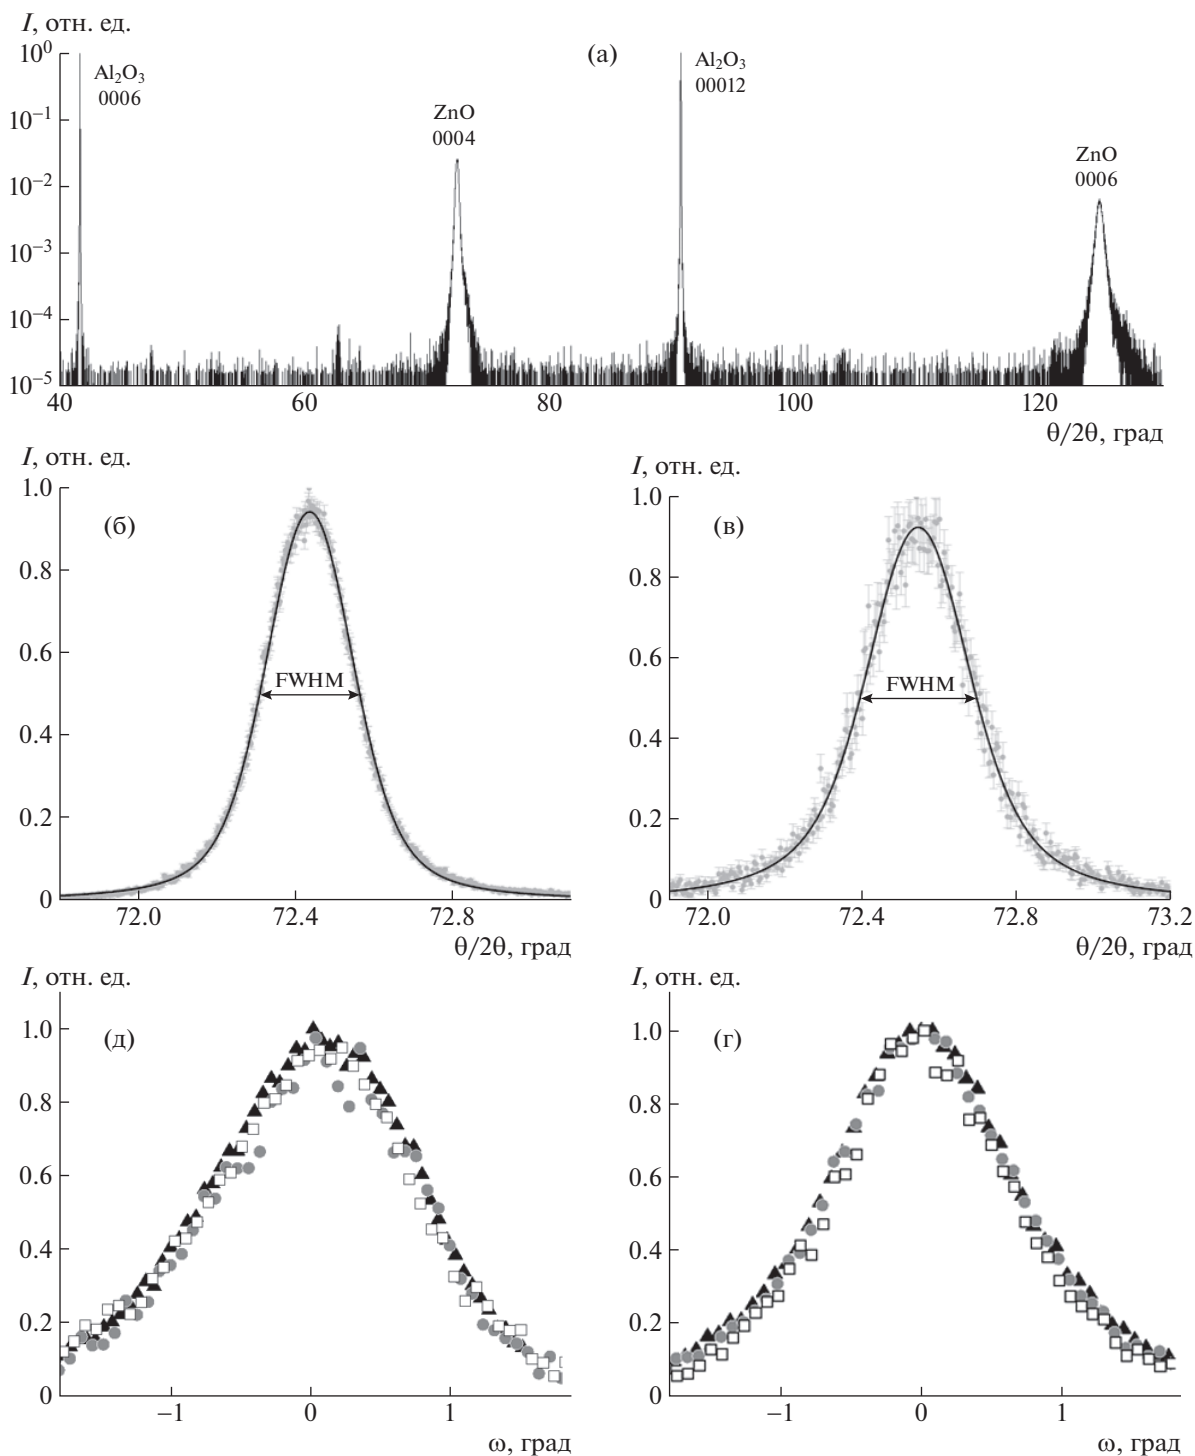 I, отн. ед.
10⁰
(а)
Al₂O₃
0006
Al₂O₃
00012
10⁻¹
ZnO
0004
ZnO
0006
10⁻²
10⁻³
10⁻⁴
10⁻⁵
40 60 80 100 120
θ/2θ, град
I, отн. ед.
1.0
(б)
0.8
0.6
FWHM
0.4
0.2
0
72.0 72.4 72.8
θ/2θ, град
I, отн. ед.
1.0
(в)
0.8
0.6
FWHM
0.4
0.2
0
72.0 72.4 72.8 73.2
θ/2θ, град
I, отн. ед.
1.0
(д)
0.8
0.6
0.4
0.2
0
−1 0 1
ω, град
I, отн. ед.
1.0
(г)
0.8
0.6
0.4
0.2
0
−1 0 1
ω, град